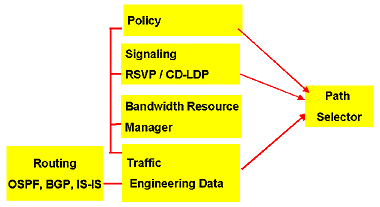 Policy
Signaling
RSVP / CD-LDP
Bandwidth Resource
Manager
Traffic
Engineering Data
Routing
OSPF, BGP, IS-IS
Path
Selector